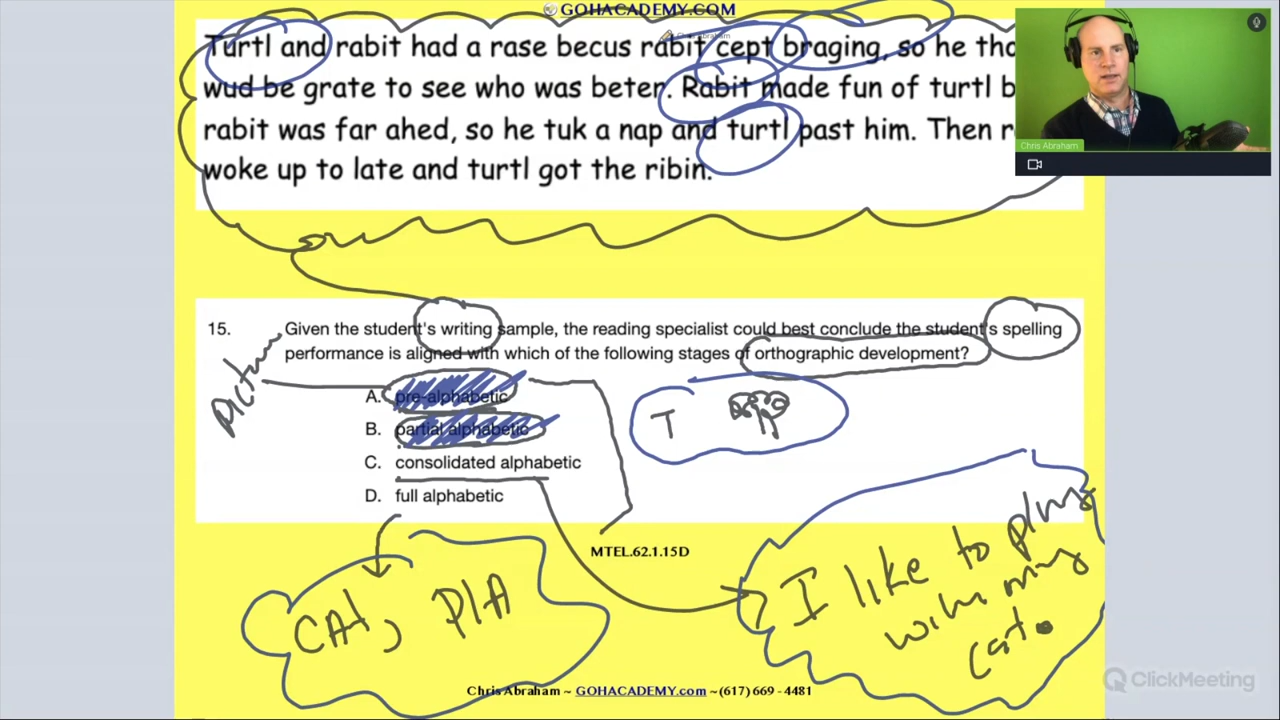 GOHACADEMY.COM
Chris Abraham
Turtl and rabit had a rase becus rabit cept braging, so he tho
wud be grate to see who was beter. Rabit made fun of turtl b
rabit was far ahed, so he tuk a nap and turtl past him. Then r
woke up to late and turtl got the ribin.
Chris Abraham
15. Given the student's writing sample, the reading specialist could best conclude the student's spelling
performance is aligned with which of the following stages of orthographic development?
picture
A. pre-alphabetic
B. partial alphabetic
T
C. consolidated alphabetic
D. full alphabetic
MTEL.62.1.15D
CAt, PlA
I like to play
with my
cat.
Chris Abraham ~ GOHACADEMY.com ~(617) 669 - 4481
ClickMeeting